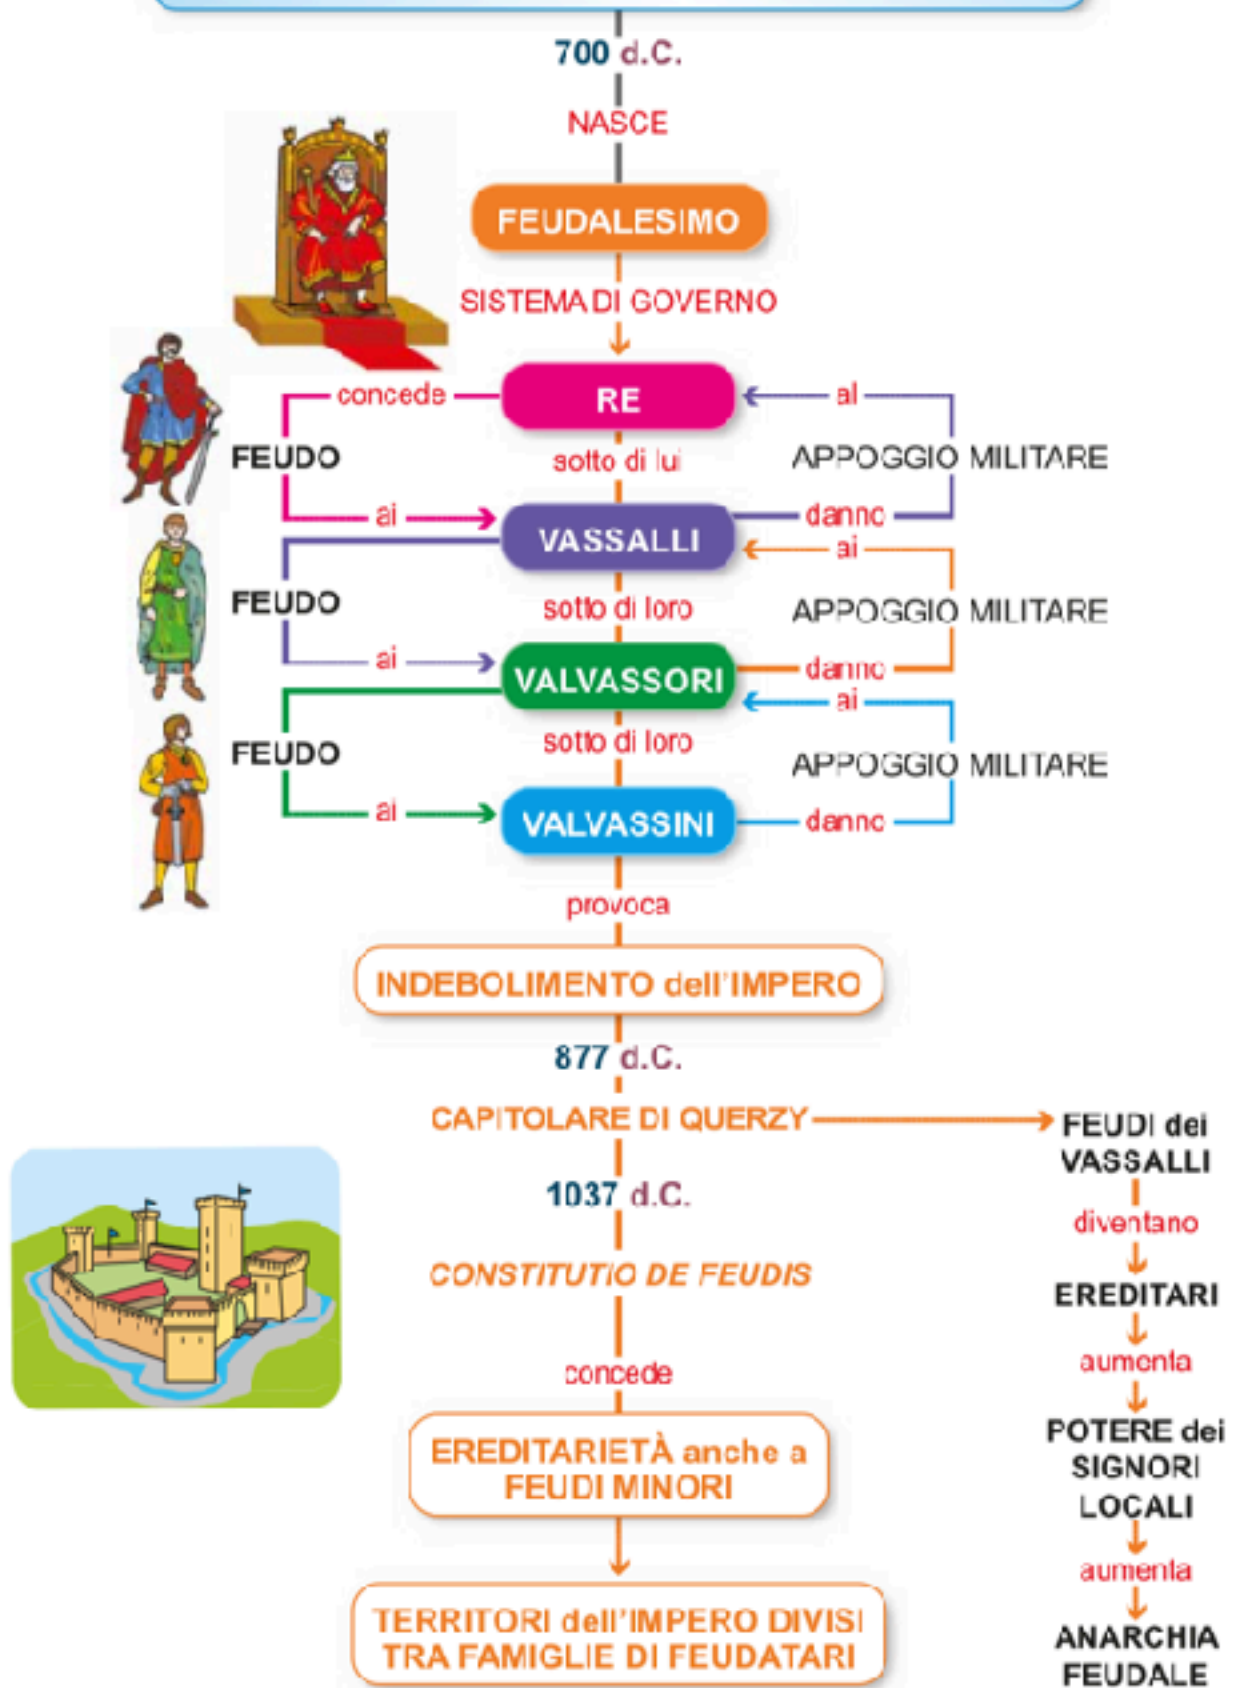 700 d.C.
NASCE
FEUDALESIMO
SISTEMA DI GOVERNO
concede
RE
al
FEUDO
sotto di lui
APPOGGIO MILITARE
ai
VASSALLI
danno
ai
FEUDO
sotto di loro
APPOGGIO MILITARE
ai
VALVASSORI
danno
ai
FEUDO
sotto di loro
APPOGGIO MILITARE
ai
VALVASSINI
danno
provoca
INDEBOLIMENTO dell'IMPERO
877 d.C.
CAPITOLARE DI QUERZY
1037 d.C.
CONSTITUTIO DE FEUDIS
concede
EREDITARIETÀ anche a
FEUDI MINORI
TERRITORI dell'IMPERO DIVISI
TRA FAMIGLIE DI FEUDATARI
FEUDI dei
VASSALLI
diventano
EREDITARI
aumenta
POTERE dei
SIGNORI
LOCALI
aumenta
ANARCHIA
FEUDALE